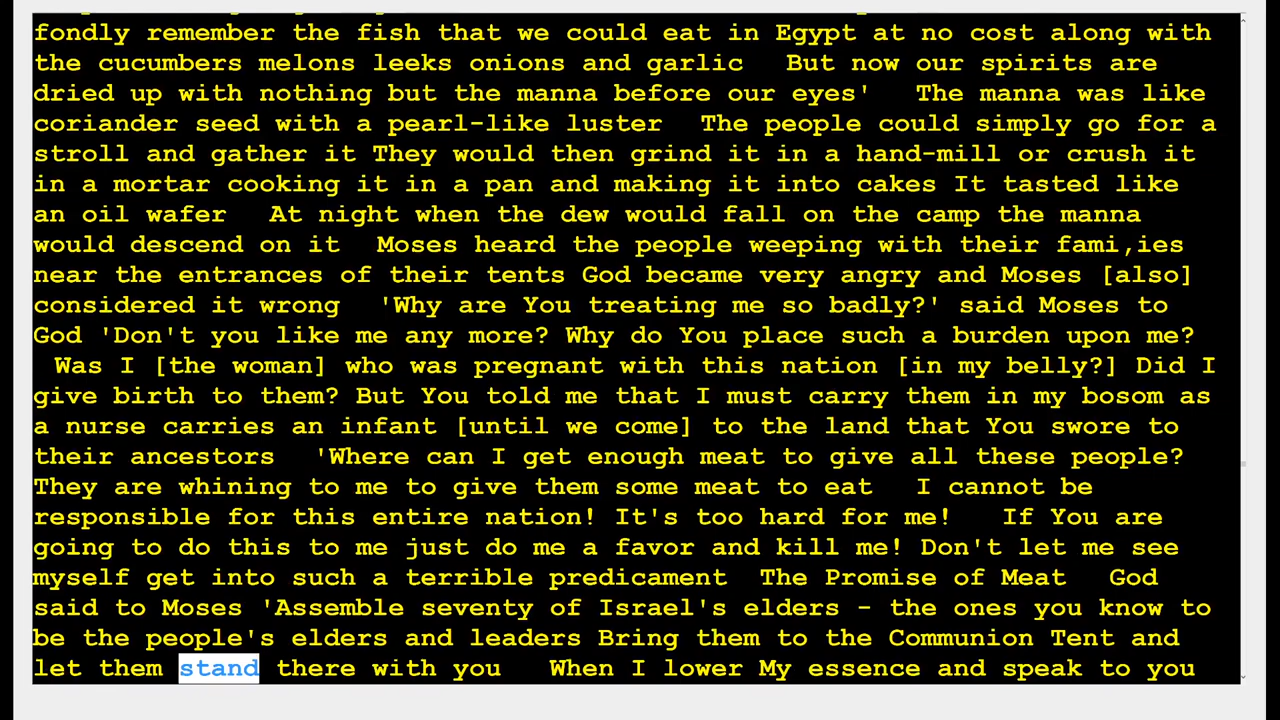 fondly remember the fish that we could eat in Egypt at no cost along with
the cucumbers melons leeks onions and garlic   But now our spirits are
dried up with nothing but the manna before our eyes'   The manna was like
coriander seed with a pearl-like luster   The people could simply go for a
stroll and gather it They would then grind it in a hand-mill or crush it
in a mortar cooking it in a pan and making it into cakes It tasted like
an oil wafer   At night when the dew would fall on the camp the manna
would descend on it   Moses heard the people weeping with their fami,ies
near the entrances of their tents God became very angry and Moses [also]
considered it wrong   'Why are You treating me so badly?' said Moses to
God 'Don't you like me any more? Why do You place such a burden upon me?
Was I [the woman] who was pregnant with this nation [in my belly?] Did I
give birth to them? But You told me that I must carry them in my bosom as
a nurse carries an infant [until we come] to the land that You swore to
their ancestors   'Where can I get enough meat to give all these people?
They are whining to me to give them some meat to eat   I cannot be
responsible for this entire nation! It's too hard for me!   If You are
going to do this to me just do me a favor and kill me! Don't let me see
myself get into such a terrible predicament   The Promise of Meat   God
said to Moses 'Assemble seventy of Israel's elders - the ones you know to
be the people's elders and leaders Bring them to the Communion Tent and
let them stand there with you   When I lower My essence and speak to you